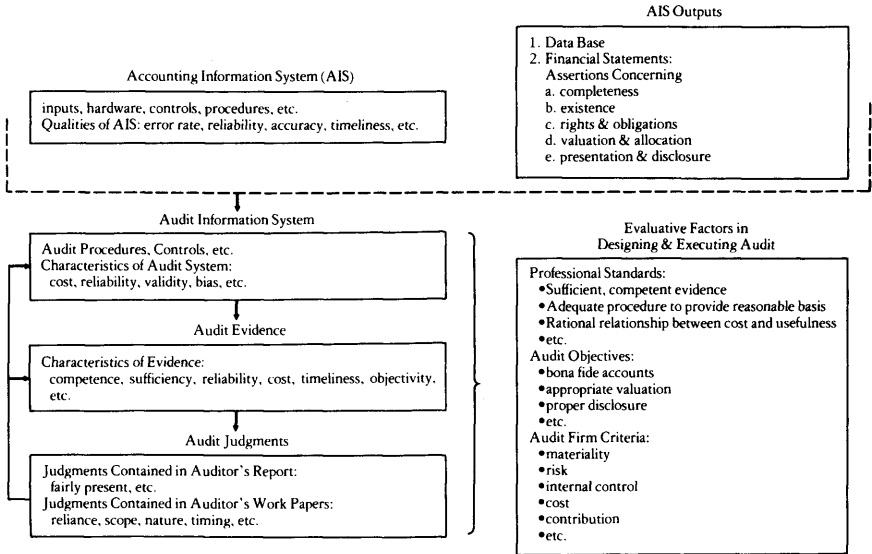 Accounting Information System (AIS)
inputs, hardware, controls, procedures, etc.
Qualities of AIS: error rate, reliability, accuracy, timeliness, etc.
AIS Outputs
1. Data Base
2. Financial Statements:
Assertions Concerning
a. completeness
b. existence
c. rights & obligations
d. valuation & allocation
e. presentation & disclosure
Audit Information System
Audit Procedures, Controls, etc.
Characteristics of Audit System:
cost, reliability, validity, bias, etc.
Audit Evidence
Characteristics of Evidence:
competence, sufficiency, reliability, cost, timeliness, objectivity,
etc.
Audit Judgments
Judgments Contained in Auditor's Report:
fairly present, etc.
Judgments Contained in Auditor's Work Papers:
reliance, scope, nature, timing, etc.
Evaluative Factors in
Designing & Executing Audit
Professional Standards:
•Sufficient, competent evidence
•Adequate procedure to provide reasonable basis
•Rational relationship between cost and usefulness
•etc.
Audit Objectives:
•bona fide accounts
•appropriate valuation
•proper disclosure
•etc.
Audit Firm Criteria:
•materiality
•risk
•internal control
•cost
•contribution
•etc.